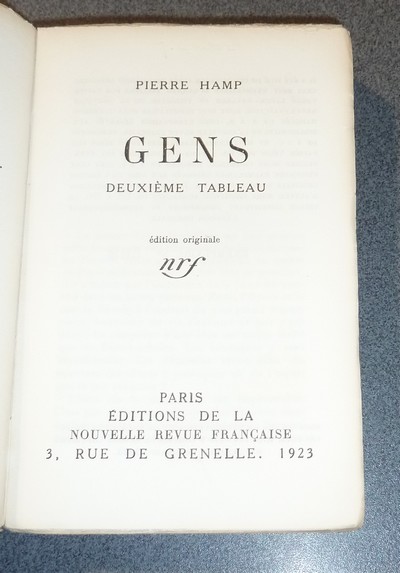 PIERRE HAMP
GENS
DEUXIÈME TABLEAU
édition originale
nrf
PARIS
ÉDITIONS DE LA
NOUVELLE REVUE FRANÇAISE
3, RUE DE GRENELLE. 1923